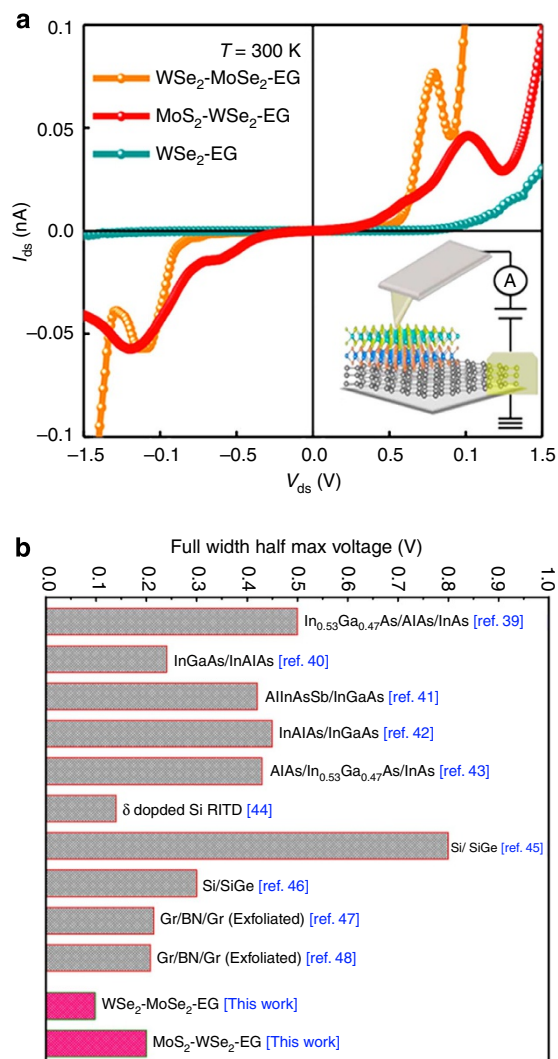 a
0.1
0.05
0.0
−0.05
−0.1
I_ds (nA)
T = 300 K
WSe₂-MoSe₂-EG
MoS₂-WSe₂-EG
WSe₂-EG
A
−1.5 −1.0 −0.5 0.0 0.1 0.1 1.5
V_ds (V)
b
Full width half max voltage (V)
0.0 0.1 0.2 0.3 0.4 0.5 0.6 0.7 0.8 0.9 1.0
In₀.₅₃Ga₀.₄₇As/AlAs/InAs [ref. 39]
InGaAs/InAlAs [ref. 40]
AlInAsSb/InGaAs [ref. 41]
InAlAs/InGaAs [ref. 42]
AlAs/In₀.₅₃Ga₀.₄₇As/InAs [ref. 43]
δ dopded Si RITD [44]
Si/ SiGe [ref. 45]
Si/SiGe [ref. 46]
Gr/BN/Gr (Exfoliated) [ref. 47]
Gr/BN/Gr (Exfoliated) [ref. 48]
WSe₂-MoSe₂-EG [This work]
MoS₂-WSe₂-EG [This work]